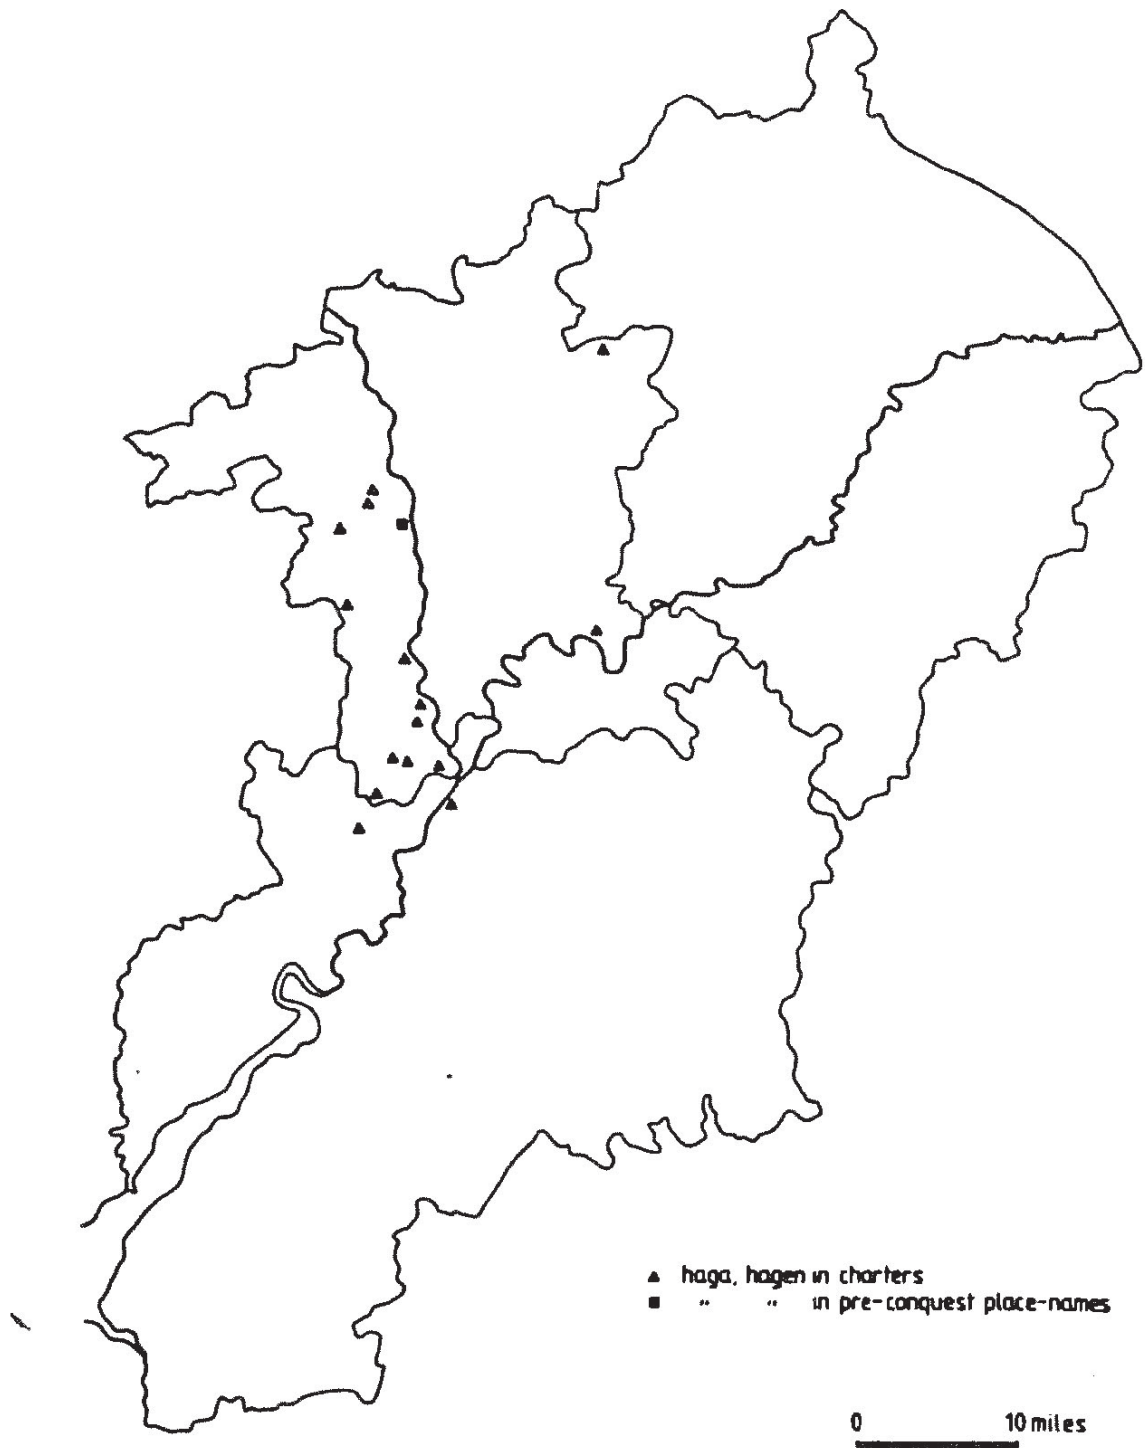 haga, hagen in charters
" " in pre-conquest place-names
0 10 miles